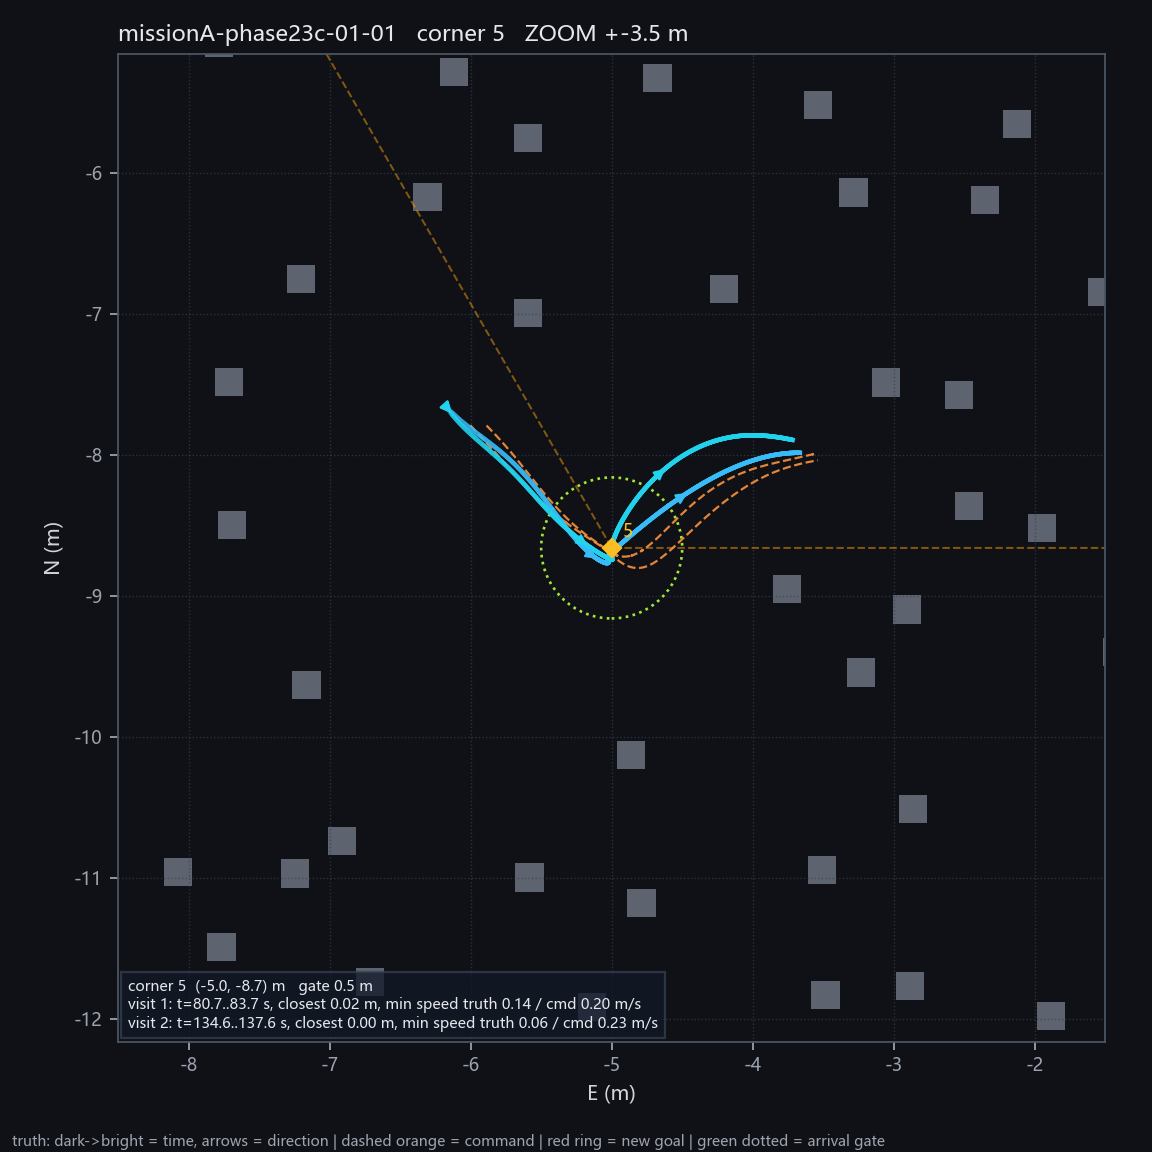 missionA-phase23c-01-01   corner 5   ZOOM +-3.5 m
N (m)
-6
-7
-8
-9
-10
-11
-12
5
corner 5  (-5.0, -8.7) m   gate 0.5 m
visit 1: t=80.7..83.7 s, closest 0.02 m, min speed truth 0.14 / cmd 0.20 m/s
visit 2: t=134.6..137.6 s, closest 0.00 m, min speed truth 0.06 / cmd 0.23 m/s
-8 -7 -6 -5 -4 -3 -2
E (m)
truth: dark->bright = time, arrows = direction | dashed orange = command | red ring = new goal | green dotted = arrival gate